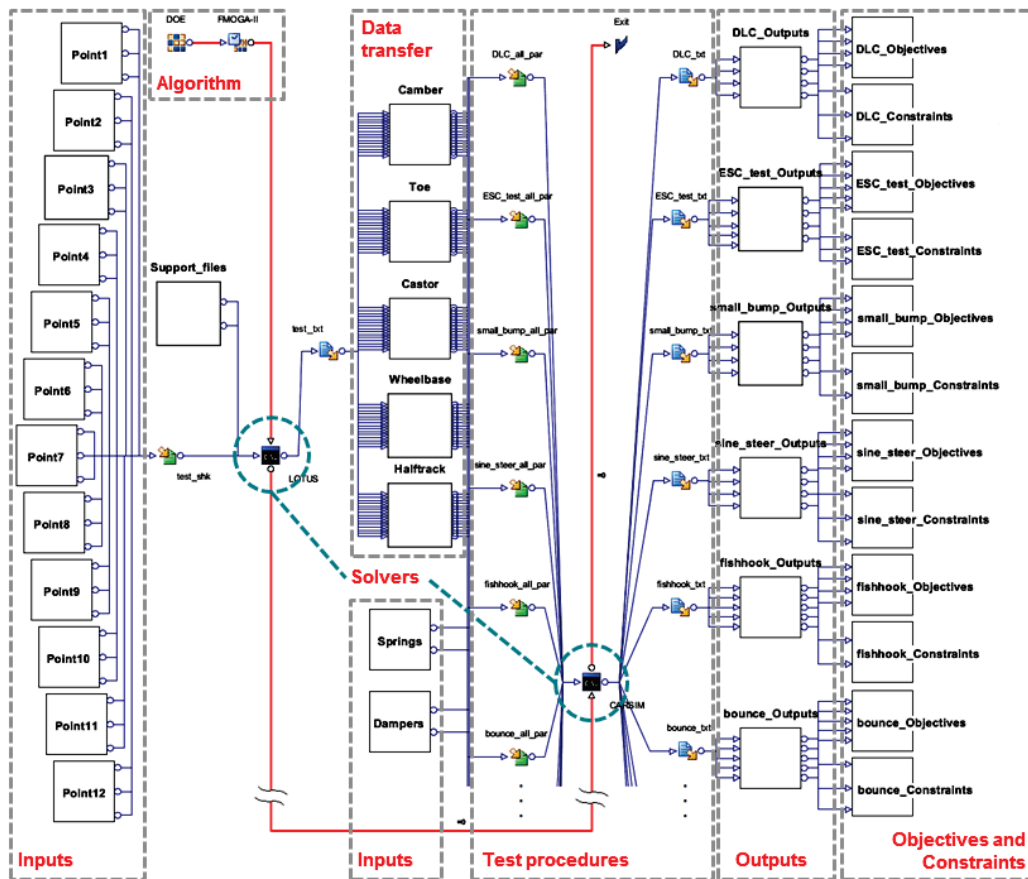 DOE
FMOGA-II
Algorithm
Data
transfer
Exit
Point1
Point2
Point3
Point4
Point5
Point6
Point7
Point8
Point9
Point10
Point11
Point12
Inputs
Support_files
test_shk
LOTUS
test_txt
Camber
Toe
Castor
Wheelbase
Halftrack
Solvers
Springs
Dampers
Inputs
DLC_all_par
ESC_test_all_par
small_bump_all_par
sine_steer_all_par
fishhook_all_par
bounce_all_par
CARSIM
Test procedures
DLC_txt
ESC_test_txt
small_bump_txt
sine_steer_txt
fishhook_txt
bounce_txt
DLC_Outputs
ESC_test_Outputs
small_bump_Outputs
sine_steer_Outputs
fishhook_Outputs
bounce_Outputs
Outputs
DLC_Objectives
DLC_Constraints
ESC_test_Objectives
ESC_test_Constraints
small_bump_Objectives
small_bump_Constraints
sine_steer_Objectives
sine_steer_Constraints
fishhook_Objectives
fishhook_Constraints
bounce_Objectives
bounce_Constraints
Objectives and
Constraints